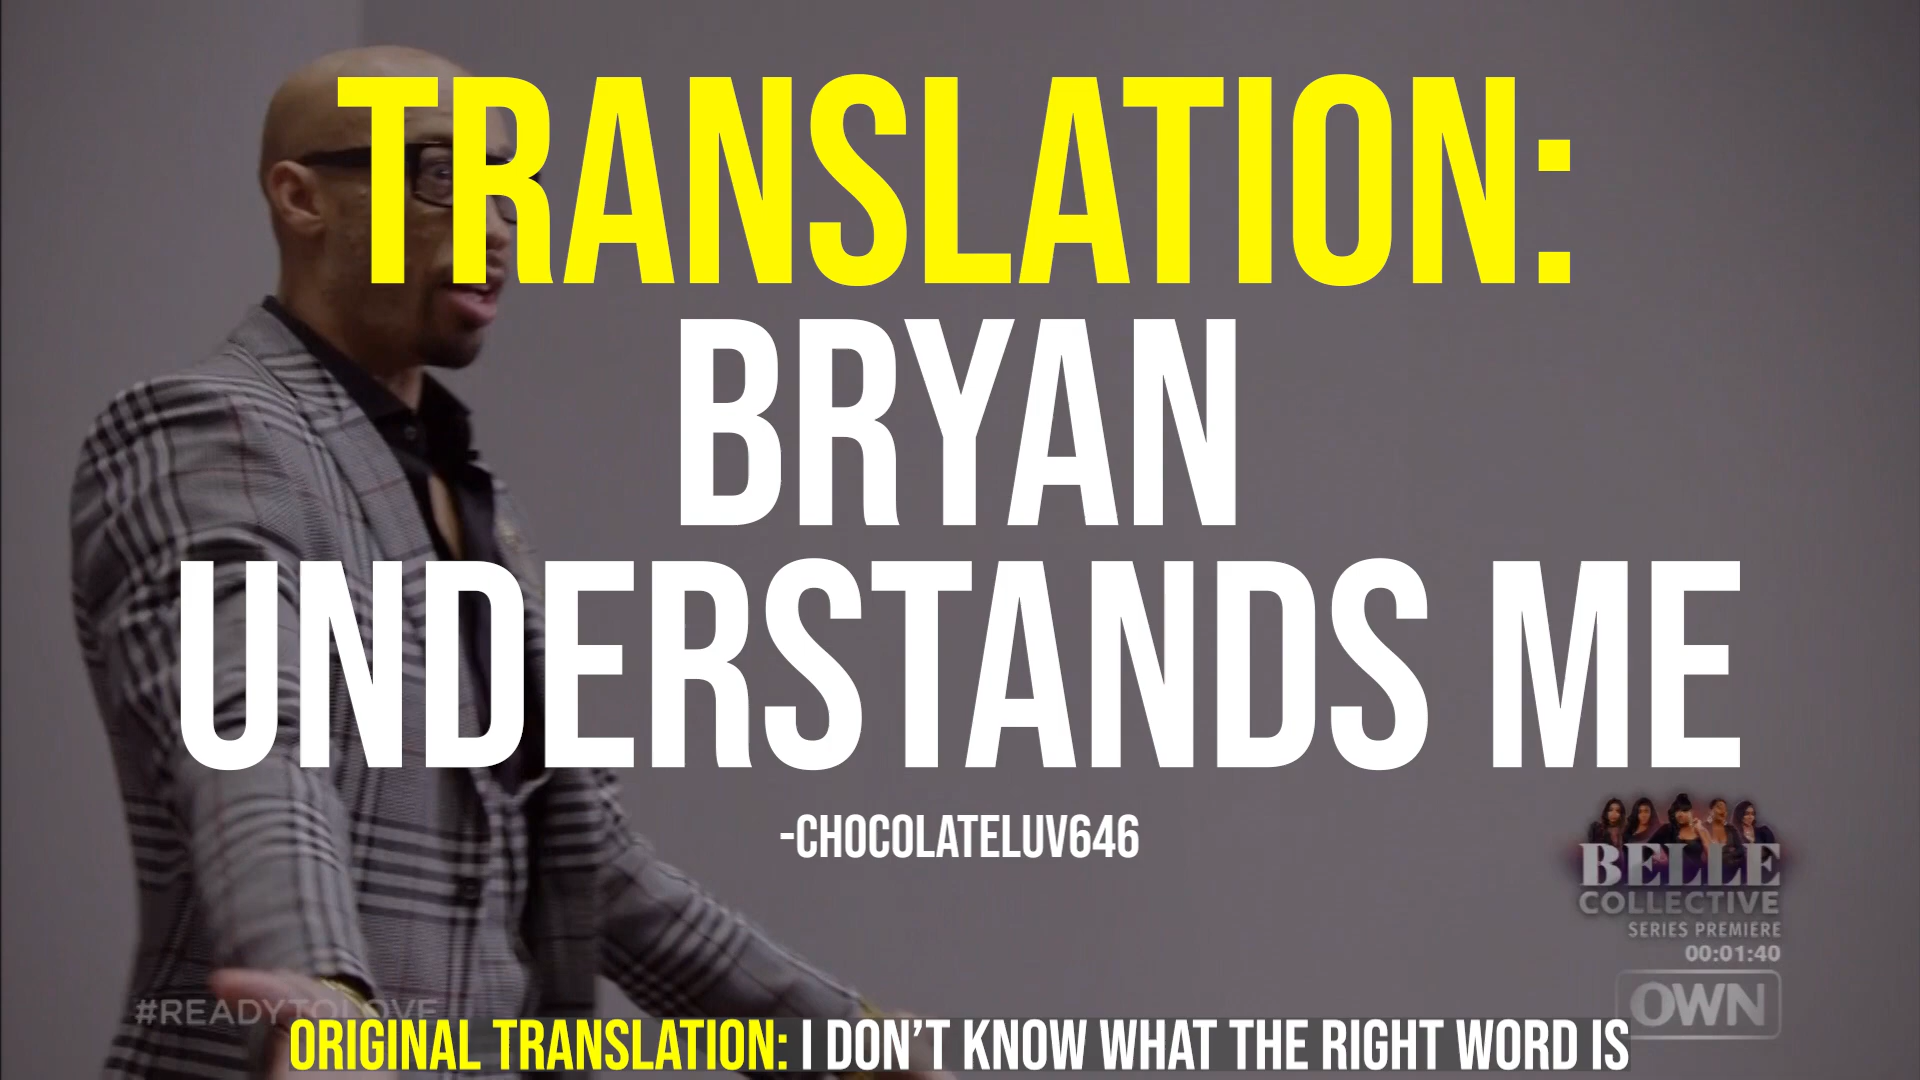 TRANSLATION:
BRYAN
UNDERSTANDS ME
-CHOCOLATELUV646
BELLE
COLLECTIVE
SERIES PREMIERE
00:01:40
#READYTOLOVE
OWN
ORIGINAL TRANSLATION: I DON'T KNOW WHAT THE RIGHT WORD IS